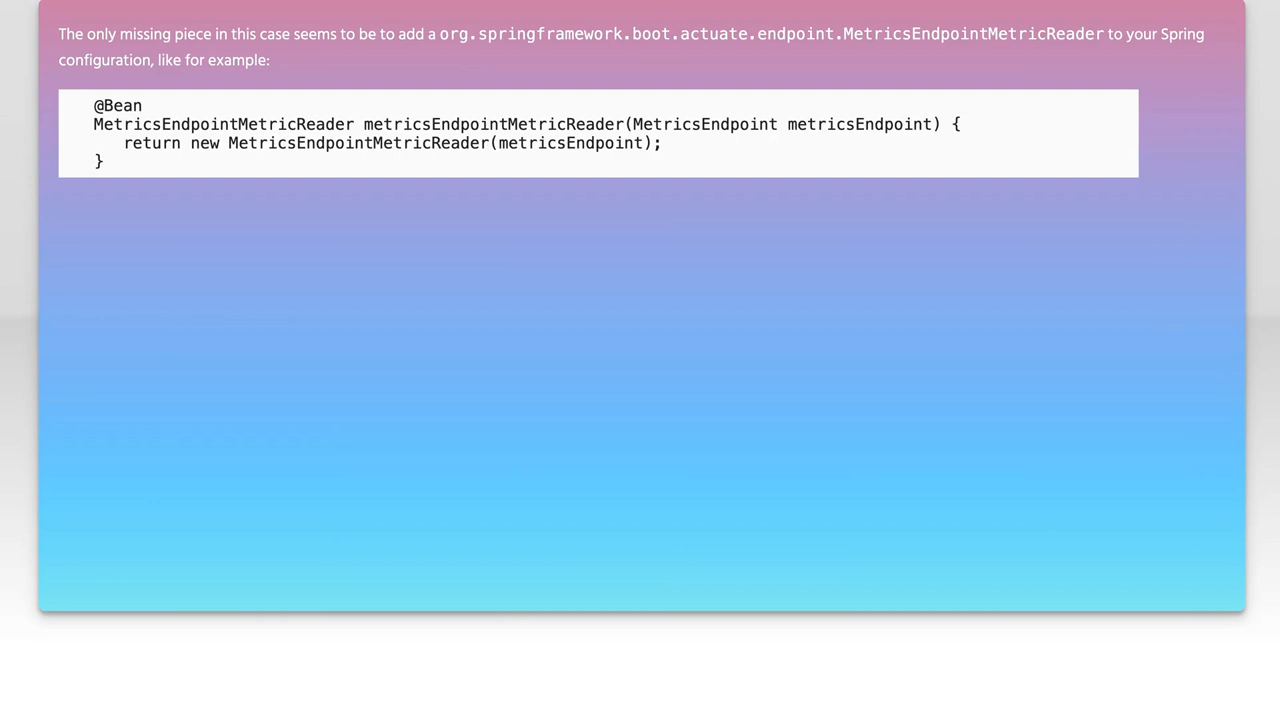 The only missing piece in this case seems to be to add a org.springframework.boot.actuate.endpoint.MetricsEndpointMetricReader to your Spring
configuration, like for example:
@Bean
MetricsEndpointMetricReader metricsEndpointMetricReader(MetricsEndpoint metricsEndpoint) {
   return new MetricsEndpointMetricReader(metricsEndpoint);
}